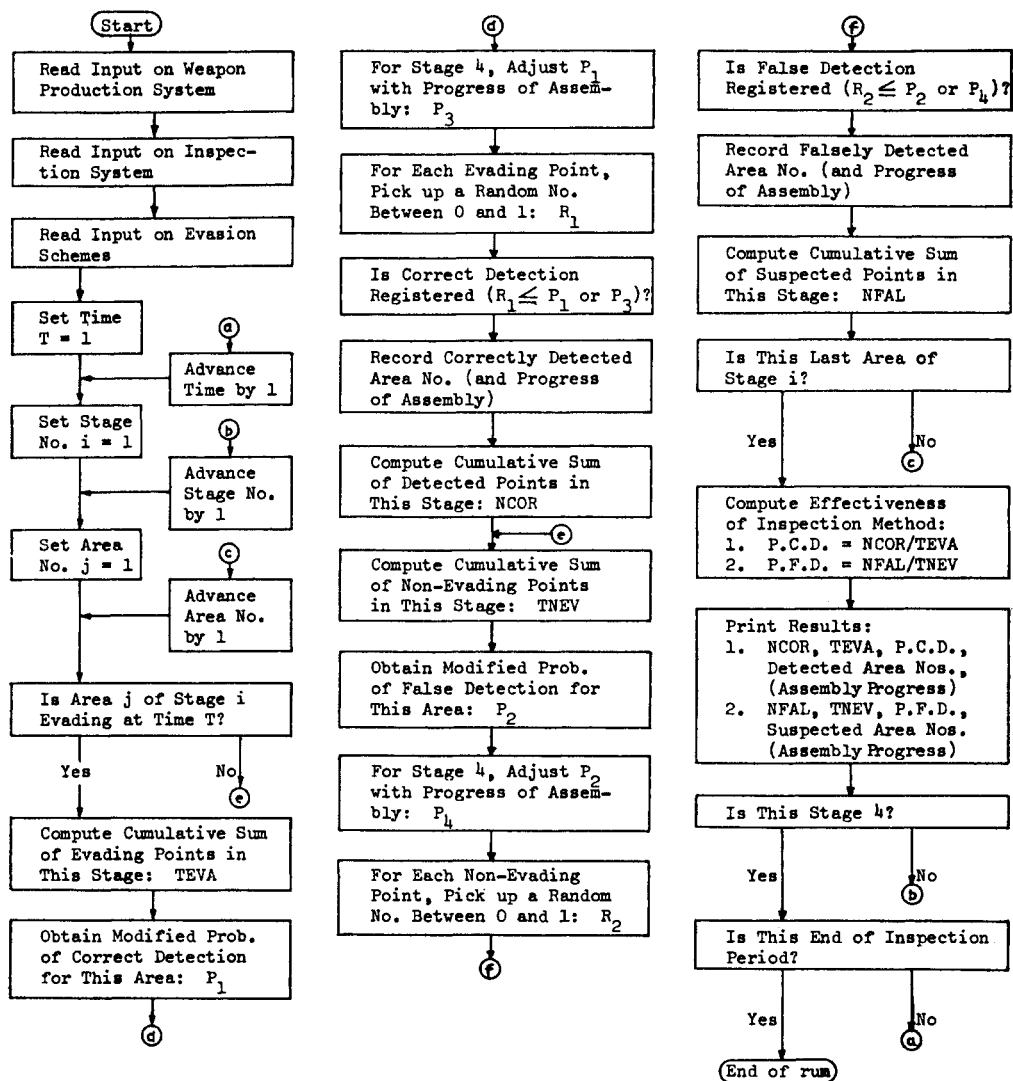 Start
Read Input on Weapon
Production System
Read Input on Inspec-
tion System
Read Input on Evasion
Schemes
Set Time
T = 1
a
Advance
Time by 1
Set Stage
No. i = 1
b
Advance
Stage No.
by 1
Set Area
No. j = 1
c
Advance
Area No.
by 1
Is Area j of Stage i
Evading at Time T?
Yes
No
e
Compute Cumulative Sum
of Evading Points in
This Stage: TEVA
Obtain Modified Prob.
of Correct Detection
for This Area: P1
d
d
For Stage 4, Adjust P1
with Progress of Assem-
bly: P3
For Each Evading Point,
Pick up a Random No.
Between 0 and 1: R1
Is Correct Detection
Registered (R1 ≦ P1 or P3)?
Record Correctly Detected
Area No. (and Progress
of Assembly)
Compute Cumulative Sum
of Detected Points in
This Stage: NCOR
e
Compute Cumulative Sum
of Non-Evading Points
in This Stage: TNEV
Obtain Modified Prob.
of False Detection for
This Area: P2
For Stage 4, Adjust P2
with Progress of Assem-
bly: P4
For Each Non-Evading
Point, Pick up a Random
No. Between 0 and 1: R2
f
f
Is False Detection
Registered (R2 ≦ P2 or P4)?
Record Falsely Detected
Area No. (and Progress
of Assembly)
Compute Cumulative Sum
of Suspected Points in
This Stage: NFAL
Is This Last Area of
Stage i?
Yes
No
c
Compute Effectiveness
of Inspection Method:
1. P.C.D. = NCOR/TEVA
2. P.F.D. = NFAL/TNEV
Print Results:
1. NCOR, TEVA, P.C.D.,
Detected Area Nos.,
(Assembly Progress)
2. NFAL, TNEV, P.F.D.,
Suspected Area Nos.
(Assembly Progress)
Is This Stage 4?
Yes
No
b
Is This End of Inspection
Period?
Yes
No
a
End of rum